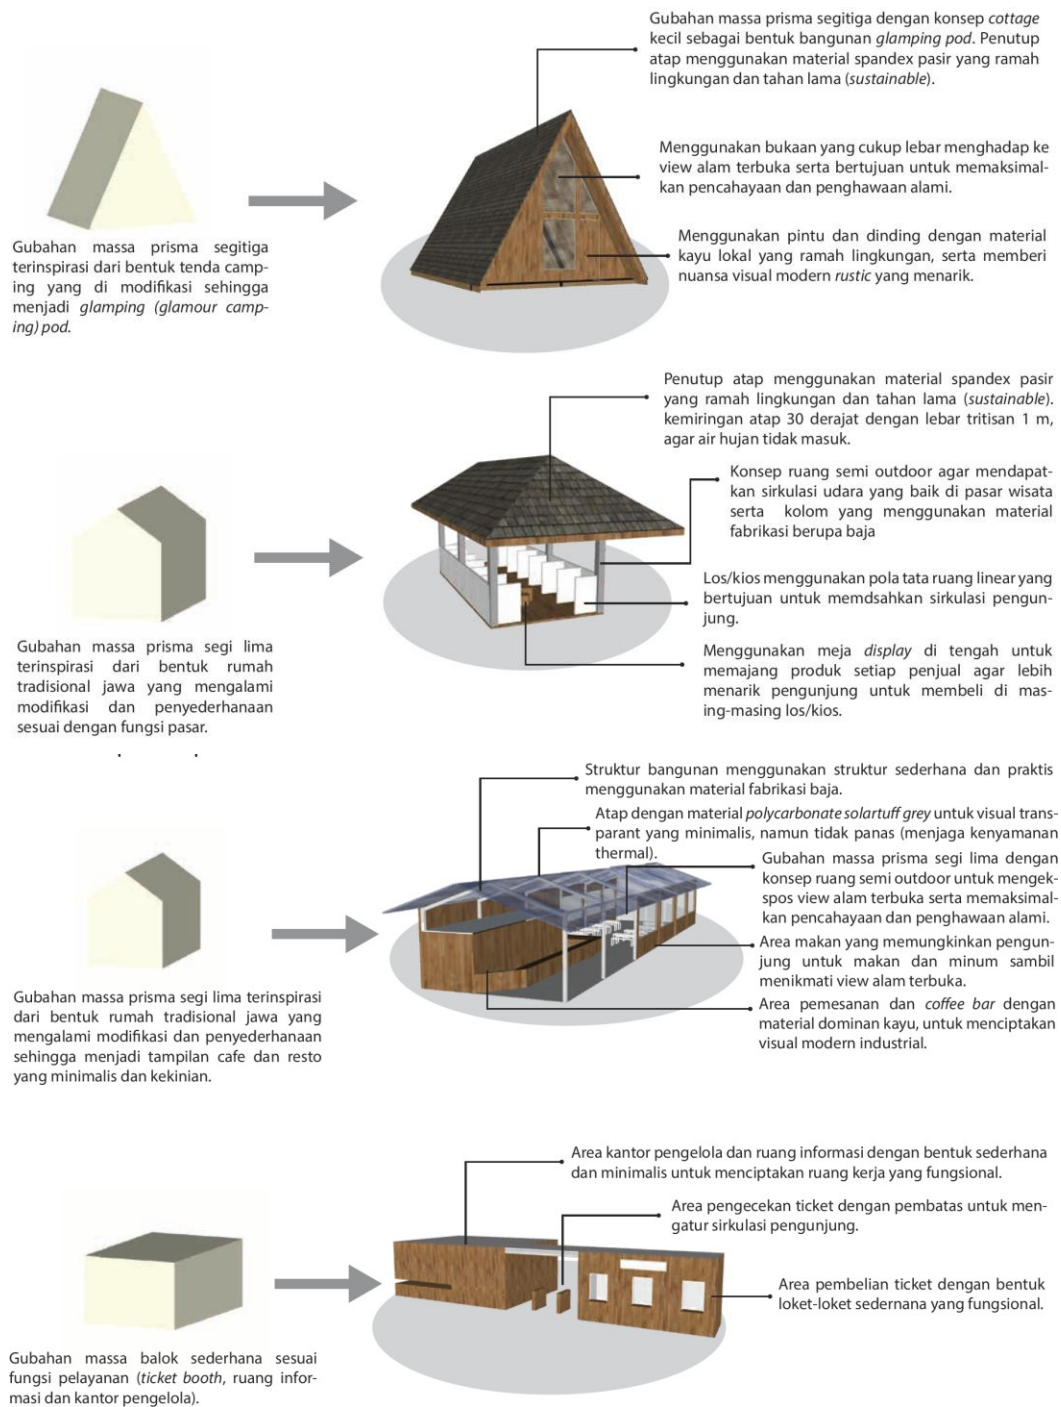 Gubahan massa prisma segitiga dengan konsep cottage
kecil sebagai bentuk bangunan glamping pod. Penutup
atap menggunakan material spandex pasir yang ramah
lingkungan dan tahan lama (sustainable).
Menggunakan bukaan yang cukup lebar menghadap ke
view alam terbuka serta bertujuan untuk memaksimal-
kan pencahayaan dan penghawaan alami.
Menggunakan pintu dan dinding dengan material
kayu lokal yang ramah lingkungan, serta memberi
nuansa visual modern rustic yang menarik.
Gubahan massa prisma segitiga
terinspirasi dari bentuk tenda camp-
ing yang di modifikasi sehingga
menjadi glamping (glamour camp-
ing) pod.
Penutup atap menggunakan material spandex pasir
yang ramah lingkungan dan tahan lama (sustainable).
kemiringan atap 30 derajat dengan lebar tritisan 1 m,
agar air hujan tidak masuk.
Konsep ruang semi outdoor agar mendapat-
kan sirkulasi udara yang baik di pasar wisata
serta kolom yang menggunakan material
fabrikasi berupa baja
Los/kios menggunakan pola tata ruang linear yang
bertujuan untuk memdsahkan sirkulasi pengun-
jung.
Menggunakan meja display di tengah untuk
memajang produk setiap penjual agar lebih
menarik pengunjung untuk membeli di mas-
ing-masing los/kios.
Gubahan massa prisma segi lima
terinspirasi dari bentuk rumah
tradisional jawa yang mengalami
modifikasi dan penyederhanaan
sesuai dengan fungsi pasar.
Struktur bangunan menggunakan struktur sederhana dan praktis
menggunakan material fabrikasi baja.
Atap dengan material polycarbonate solartuff grey untuk visual trans-
parant yang minimalis, namun tidak panas (menjaga kenyamanan
thermal).
Gubahan massa prisma segi lima dengan
konsep ruang semi outdoor untuk mengek-
spos view alam terbuka serta memaksimal-
kan pencahayaan dan penghawaan alami.
Area makan yang memungkinkan pengun-
jung untuk makan dan minum sambil
menikmati view alam terbuka.
Area pemesanan dan coffee bar dengan
material dominan kayu, untuk menciptakan
visual modern industrial.
Gubahan massa prisma segi lima terinspirasi
dari bentuk rumah tradisional jawa yang
mengalami modifikasi dan penyederhanaan
sehingga menjadi tampilan cafe dan resto
yang minimalis dan kekinian.
Area kantor pengelola dan ruang informasi dengan bentuk sederhana
dan minimalis untuk menciptakan ruang kerja yang fungsional.
Area pengecekan ticket dengan pembatas untuk men-
gatur sirkulasi pengunjung.
Area pembelian ticket dengan bentuk
loket-loket sedernana yang fungsional.
Gubahan massa balok sederhana sesuai
fungsi pelayanan (ticket booth, ruang infor-
masi dan kantor pengelola).